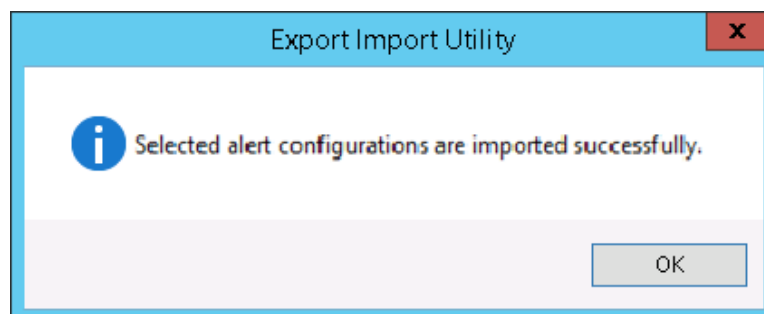 Export Import Utility
x
Selected alert configurations are imported successfully.
OK